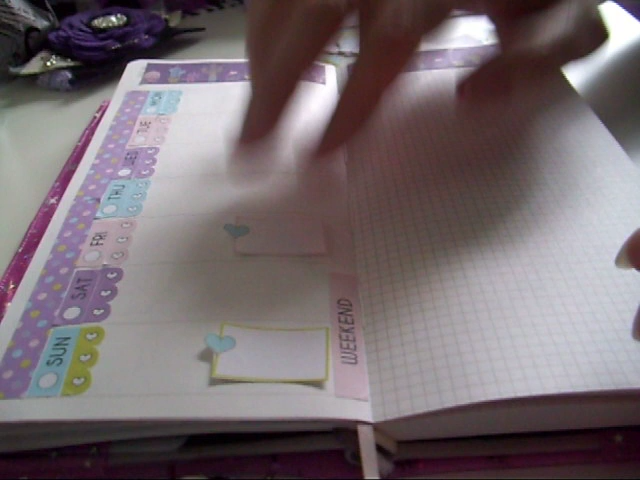 MON
TUE
WED
THU
FRI
SAT
SUN
WEEKEND